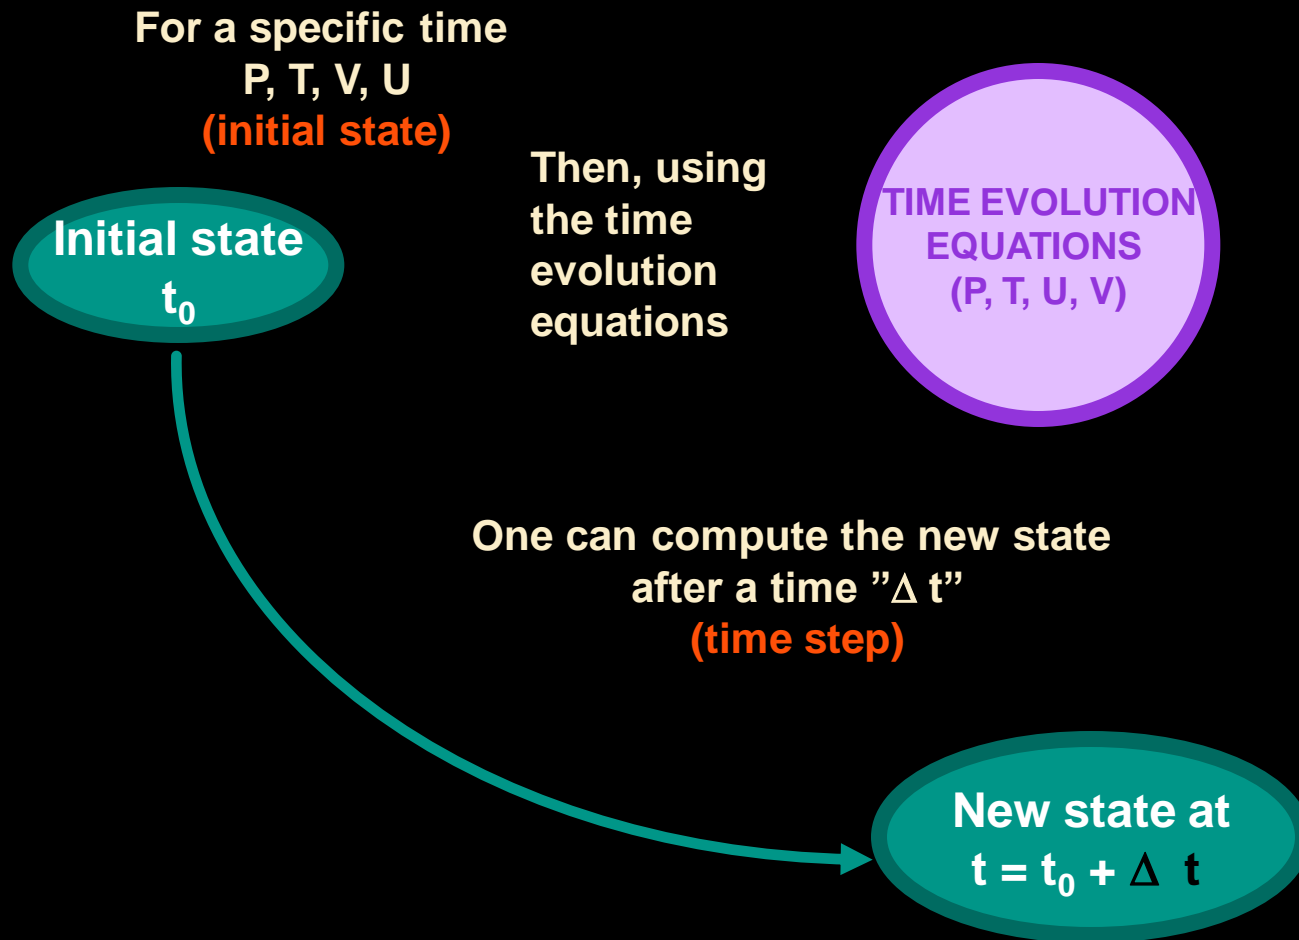 For a specific time
P, T, V, U
(initial state)
Initial state
t₀
Then, using
the time
evolution
equations
TIME EVOLUTION
EQUATIONS
(P, T, U, V)
One can compute the new state
after a time ”Δ t”
(time step)
New state at
t = t₀ + Δ t